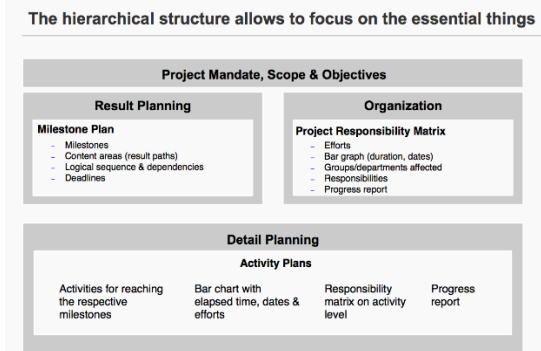 The hierarchical structure allows to focus on the essential things
Project Mandate, Scope & Objectives
Result Planning
Milestone Plan
- Milestones
- Content areas (result paths)
- Logical sequence & dependencies
- Deadlines
Organization
Project Responsibility Matrix
- Efforts
- Bar graph (duration, dates)
- Groups/departments affected
- Responsibilities
- Progress report
Detail Planning
Activity Plans
Activities for reaching
the respective
milestones
Bar chart with
elapsed time, dates &
efforts
Responsibility
matrix on activity
level
Progress
report